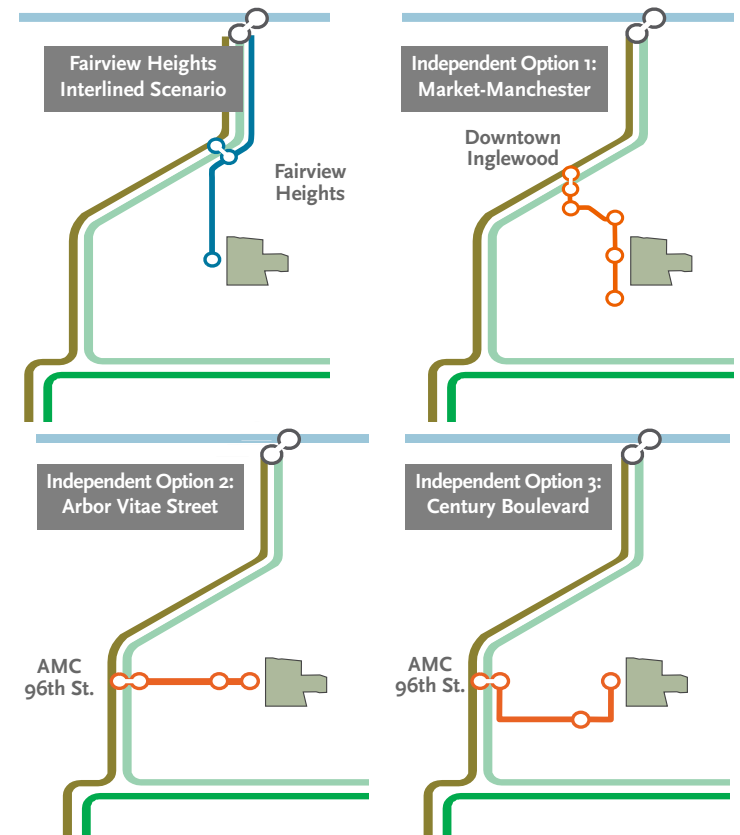 Fairview Heights
Interlined Scenario
Fairview
Heights
Independent Option 1:
Market-Manchester
Downtown
Inglewood
Independent Option 2:
Arbor Vitae Street
AMC
96th St.
Independent Option 3:
Century Boulevard
AMC
96th St.